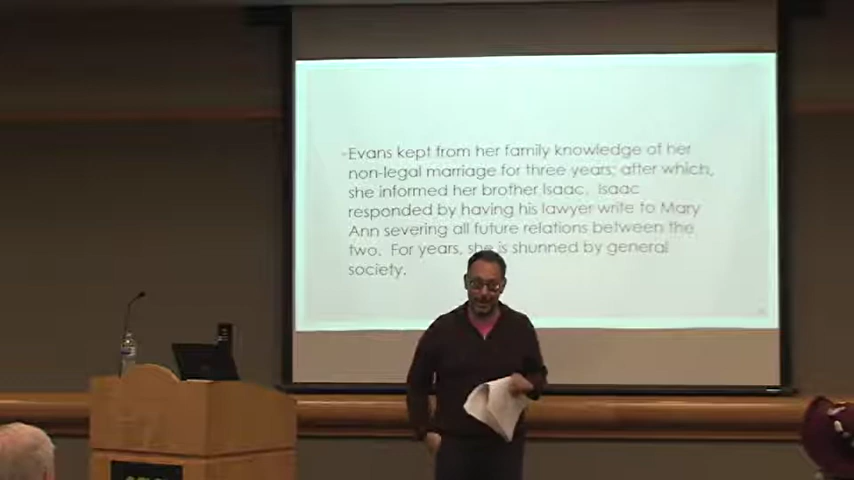 Evans kept from her family knowledge of her
non-legal marriage for three years; after which,
she informed her brother Isaac. Isaac
responded by having his lawyer write to Mary
Ann severing all future relations between the
two. For years, she is shunned by general
society.